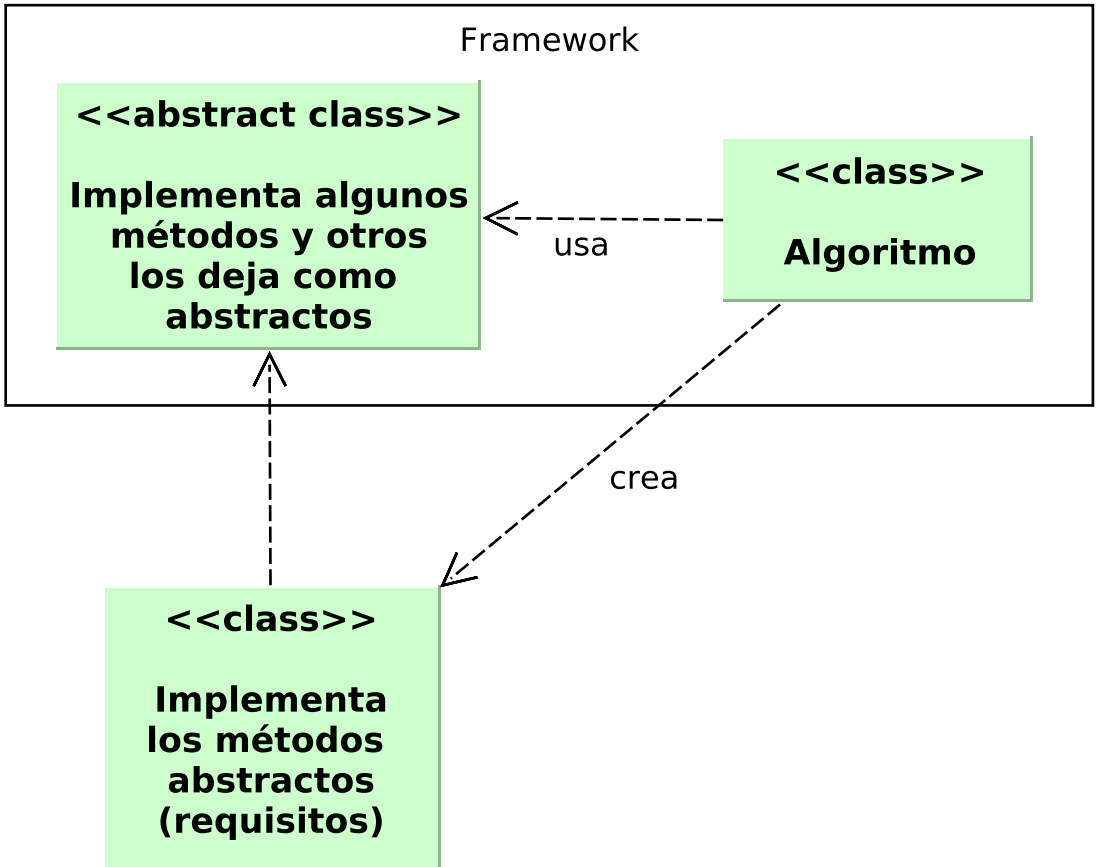 Framework
<<abstract class>>
Implementa algunos
métodos y otros
los deja como
abstractos
<<class>>
Algoritmo
usa
crea
<<class>>
Implementa
los métodos
abstractos
(requisitos)